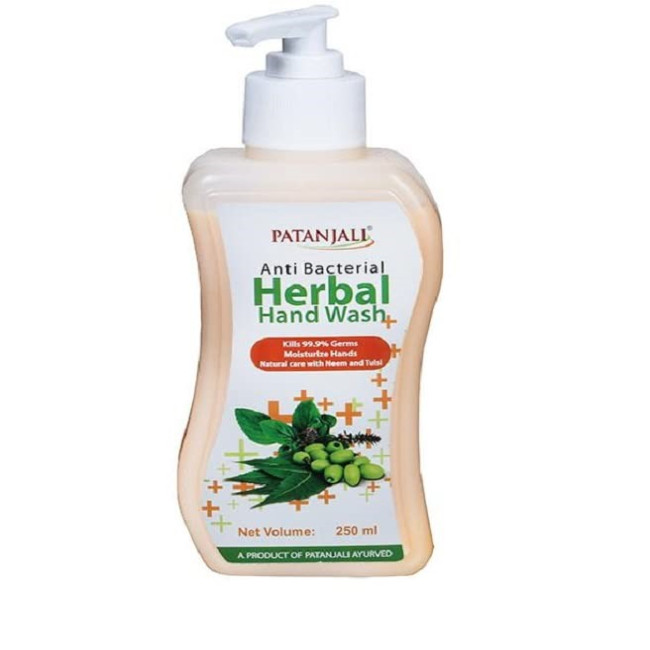 PATANJALI®
Anti Bacterial
Herbal
Hand Wash
Kills 99.9% Germs
Moisturize Hands
Natural care with Neem and Tulsi
Net Volume: 250 ml
A PRODUCT OF PATANJALI AYURVED